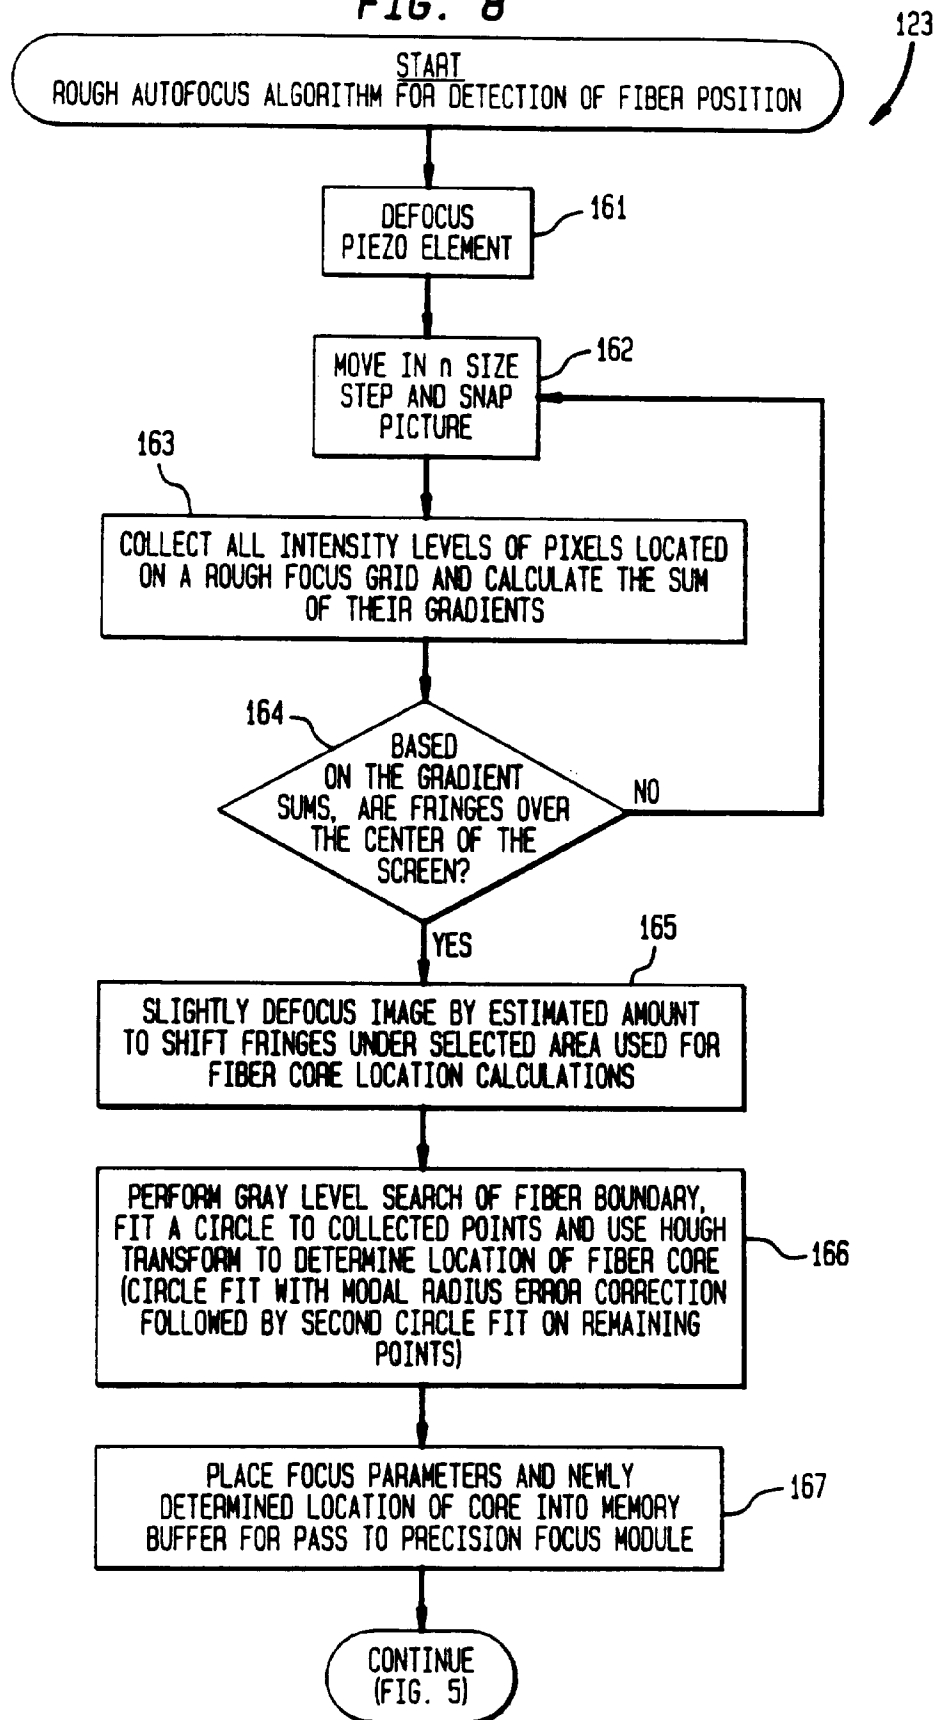 FIG. 8
123
START
ROUGH AUTOFOCUS ALGORITHM FOR DETECTION OF FIBER POSITION
DEFOCUS
PIEZO ELEMENT
161
MOVE IN n SIZE
STEP AND SNAP
PICTURE
162
163
COLLECT ALL INTENSITY LEVELS OF PIXELS LOCATED
ON A ROUGH FOCUS GRID AND CALCULATE THE SUM
OF THEIR GRADIENTS
164
BASED
ON THE GRADIENT
SUMS, ARE FRINGES OVER
THE CENTER OF THE
SCREEN?
NO
YES
165
SLIGHTLY DEFOCUS IMAGE BY ESTIMATED AMOUNT
TO SHIFT FRINGES UNDER SELECTED AREA USED FOR
FIBER CORE LOCATION CALCULATIONS
PERFORM GRAY LEVEL SEARCH OF FIBER BOUNDARY,
FIT A CIRCLE TO COLLECTED POINTS AND USE HOUGH
TRANSFORM TO DETERMINE LOCATION OF FIBER CORE
(CIRCLE FIT WITH MODAL RADIUS ERROR CORRECTION
FOLLOWED BY SECOND CIRCLE FIT ON REMAINING
POINTS)
166
PLACE FOCUS PARAMETERS AND NEWLY
DETERMINED LOCATION OF CORE INTO MEMORY
BUFFER FOR PASS TO PRECISION FOCUS MODULE
167
CONTINUE
(FIG. 5)